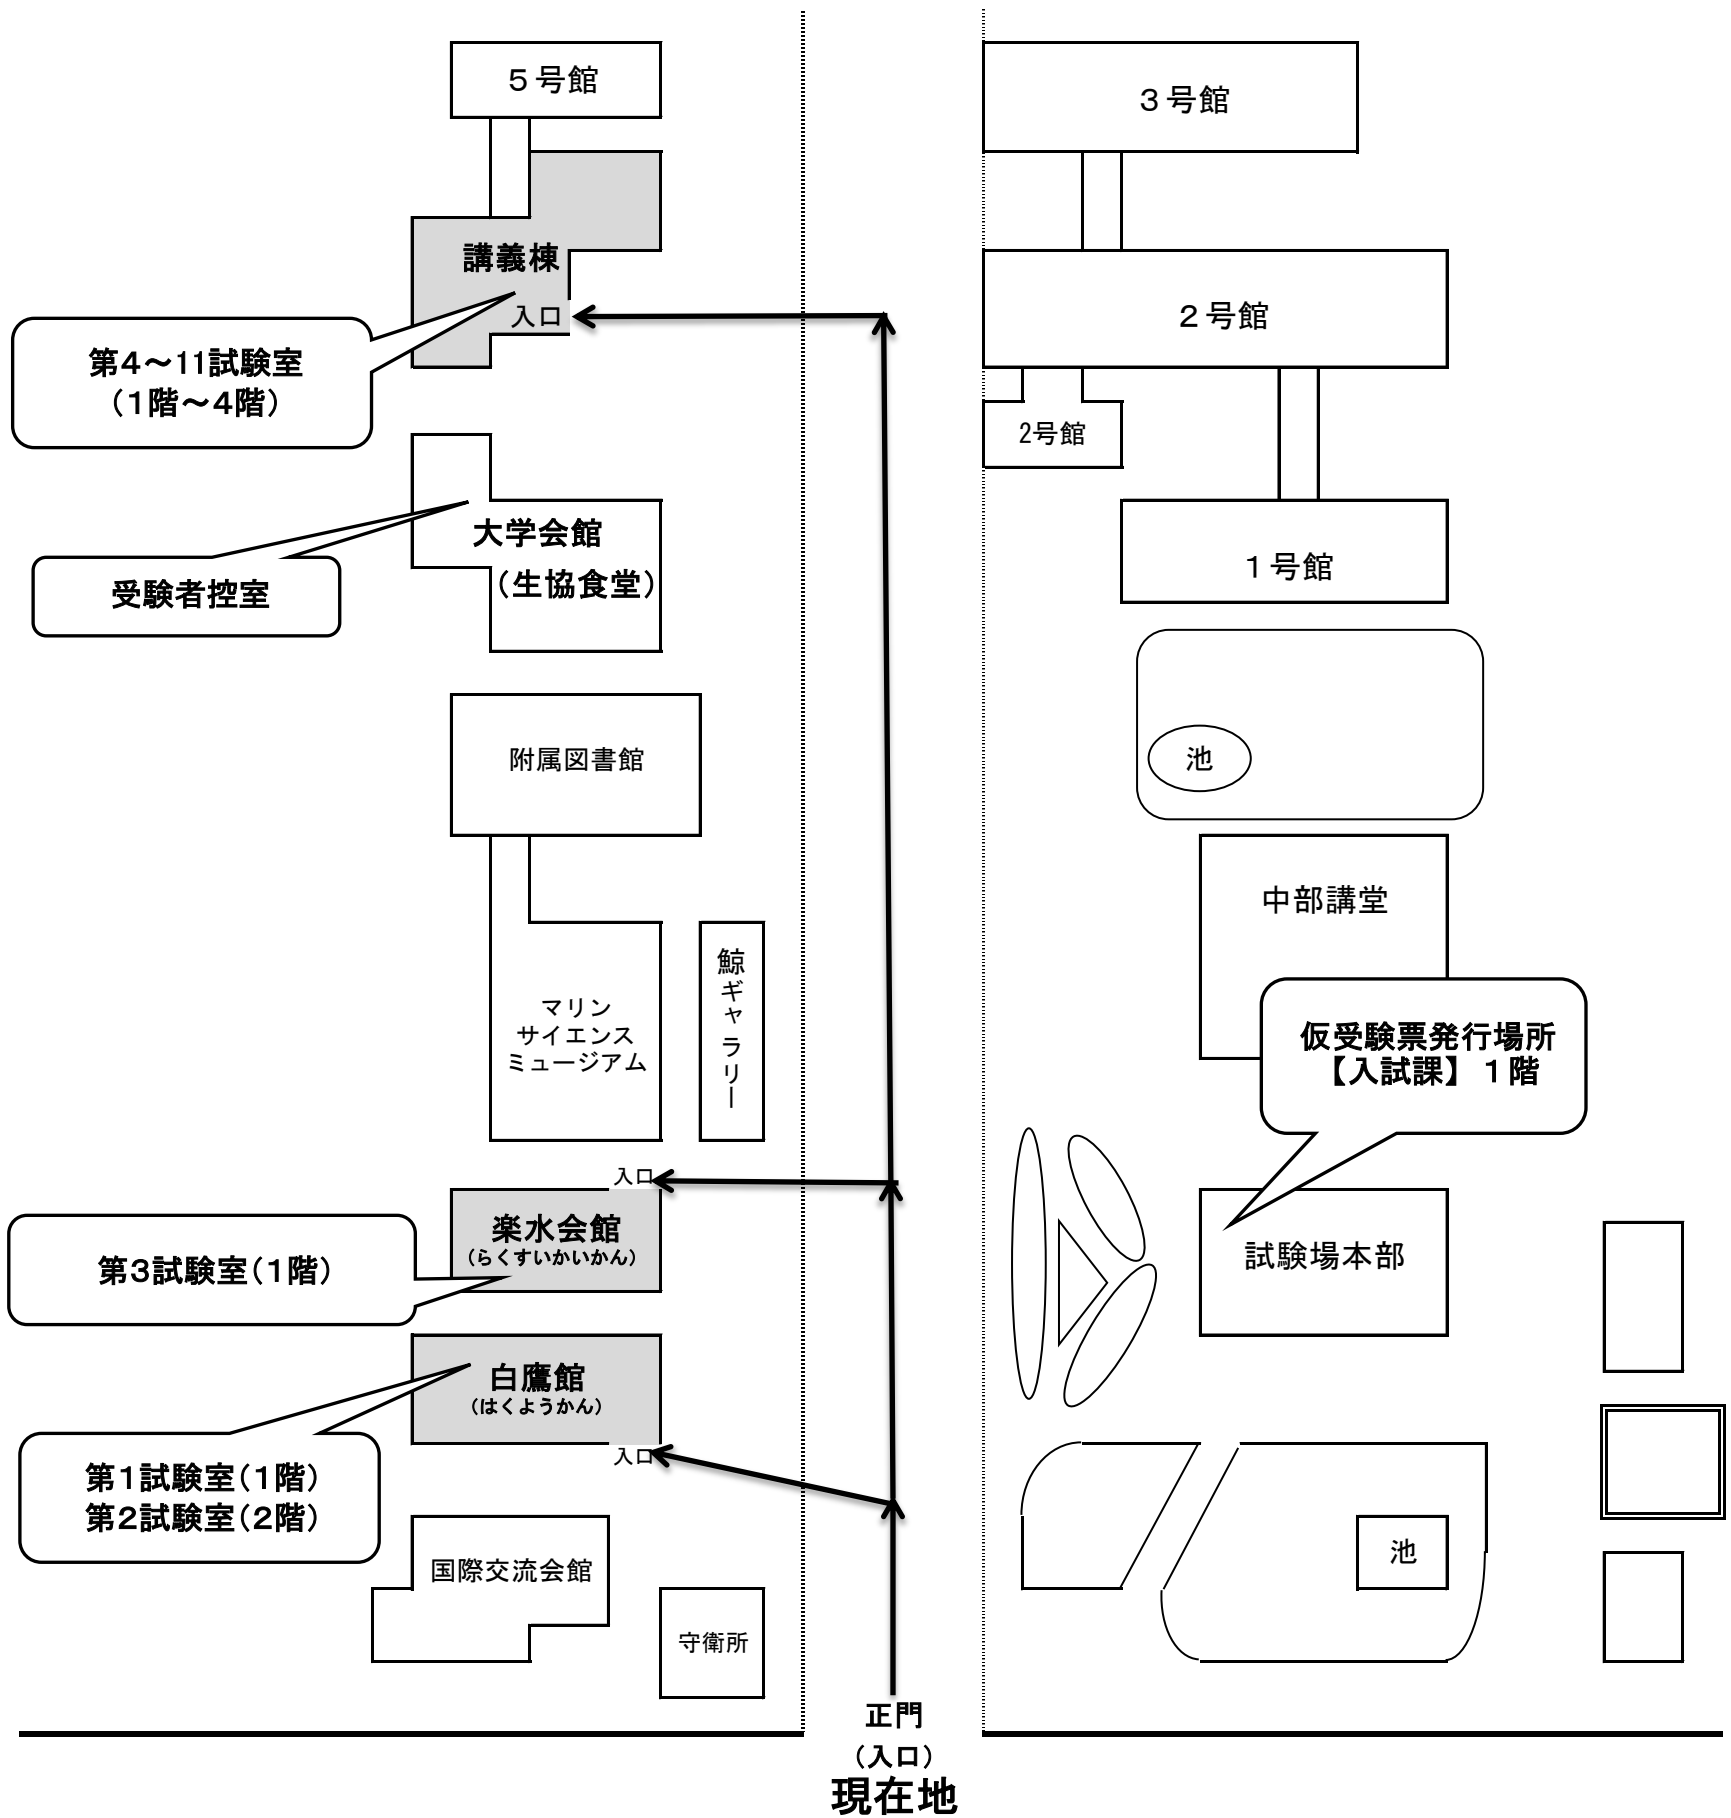 ５号館
３号館
講義棟
入口
２号館
第４～11試験室
（１階～４階）
2号館
大学会館
（生協食堂）
１号館
受験者控室
附属図書館
池
中部講堂
鯨ギャラリー
マリン
サイエンス
ミュージアム
仮受験票発行場所
【入試課】１階
入口
楽水会館
（らくすいかいかん）
第３試験室（１階）
試験場本部
白鷹館
（はくようかん）
入口
第１試験室（１階）
第２試験室（２階）
国際交流会館
池
守衛所
正門
（入口）
現在地